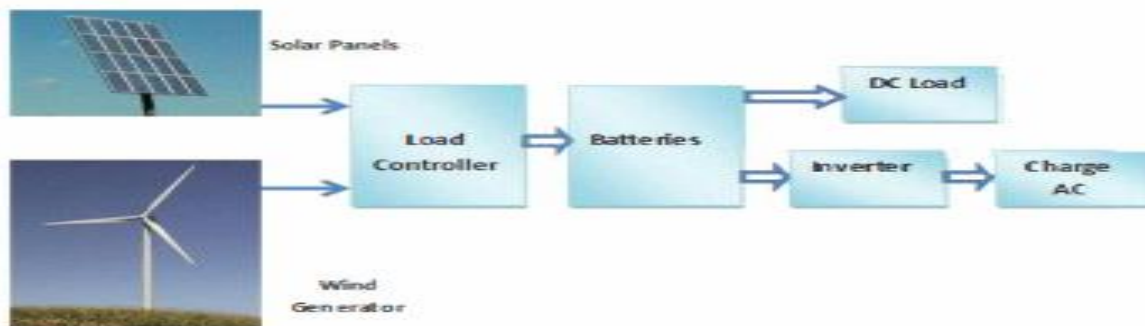 Solar Panels
Load
Controller
Batteries
DC Load
Inverter
Charge
AC
Wind
Generator